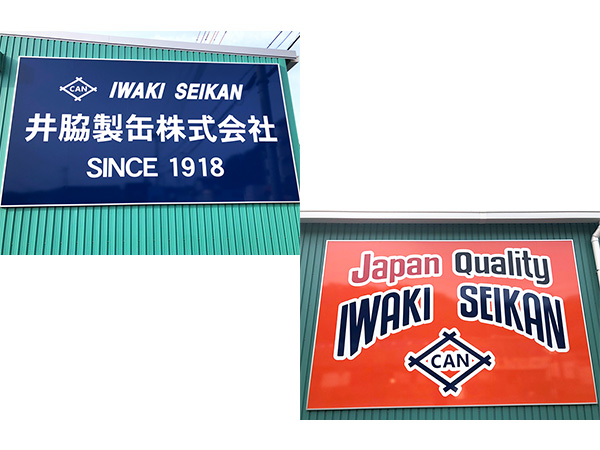 CAN IWAKI SEIKAN
井脇製缶株式会社
SINCE 1918
Japan Quality
IWAKI SEIKAN
CAN